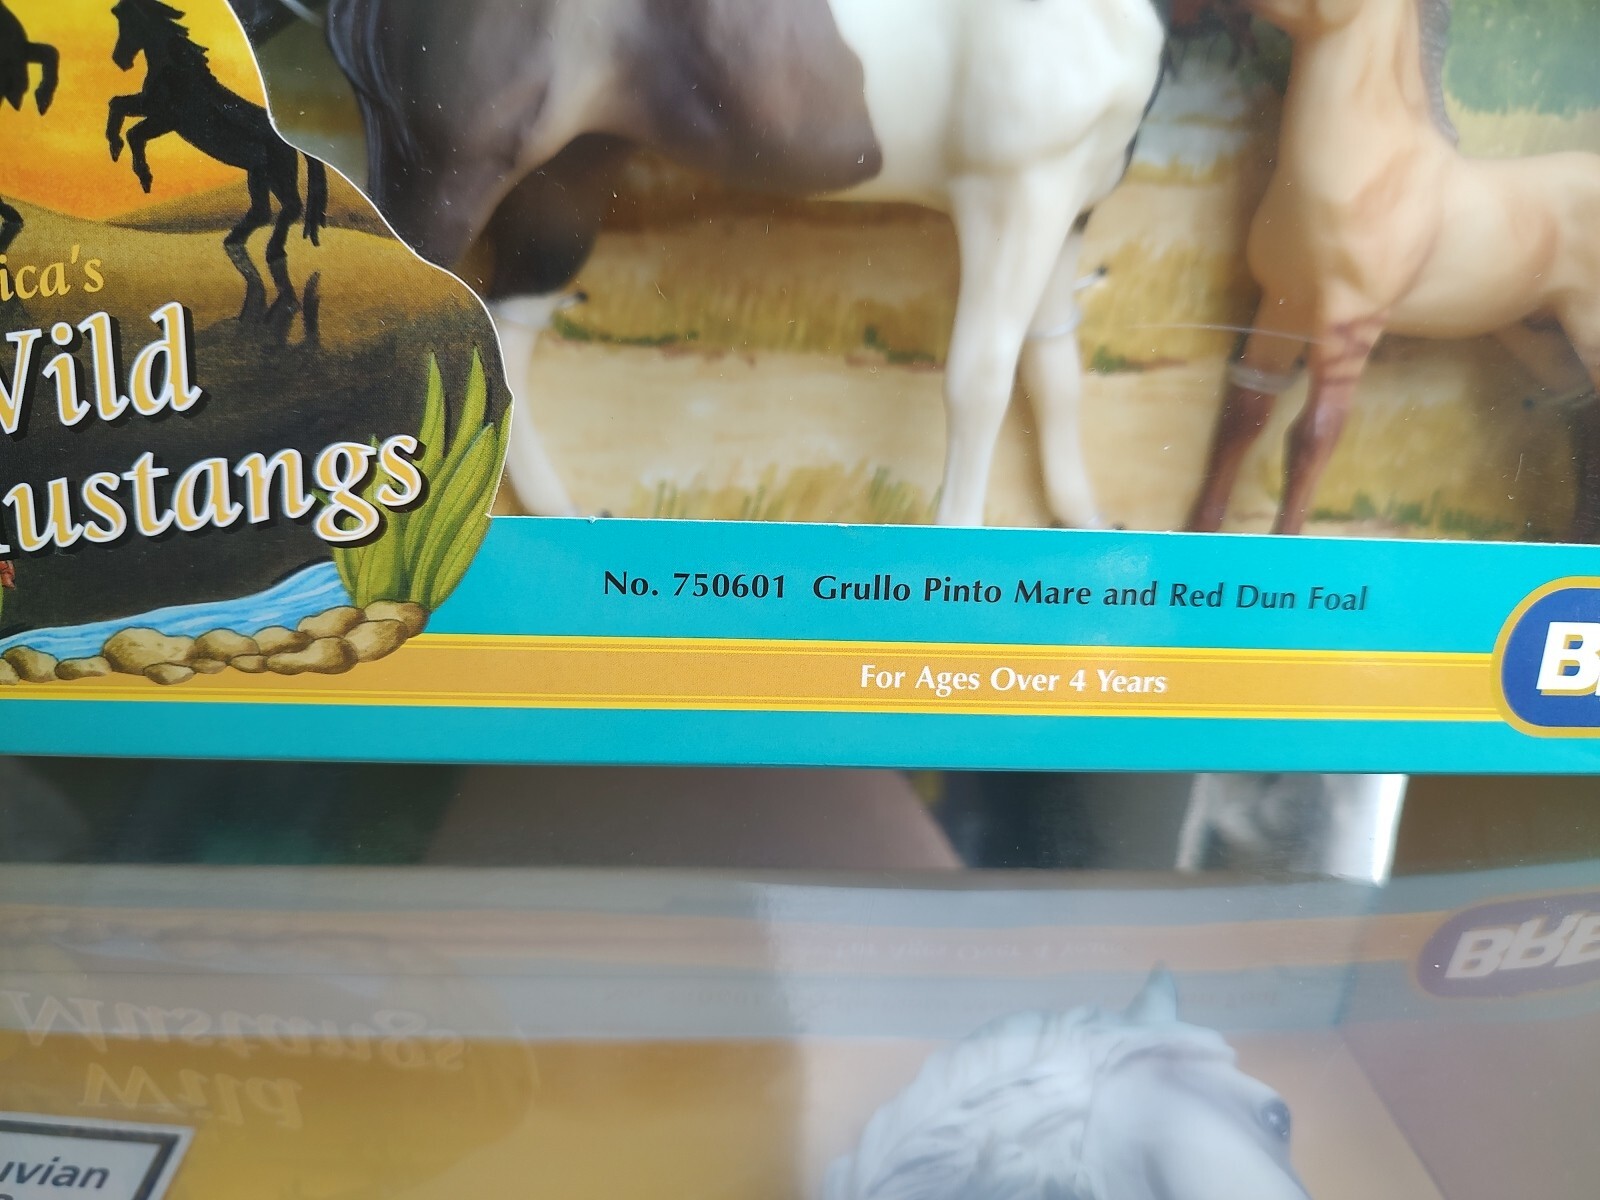 ica's
Wild
ustangs
No. 750601 Grullo Pinto Mare and Red Dun Foal
For Ages Over 4 Years
B
BRE
Mustangs
Wild
uvian